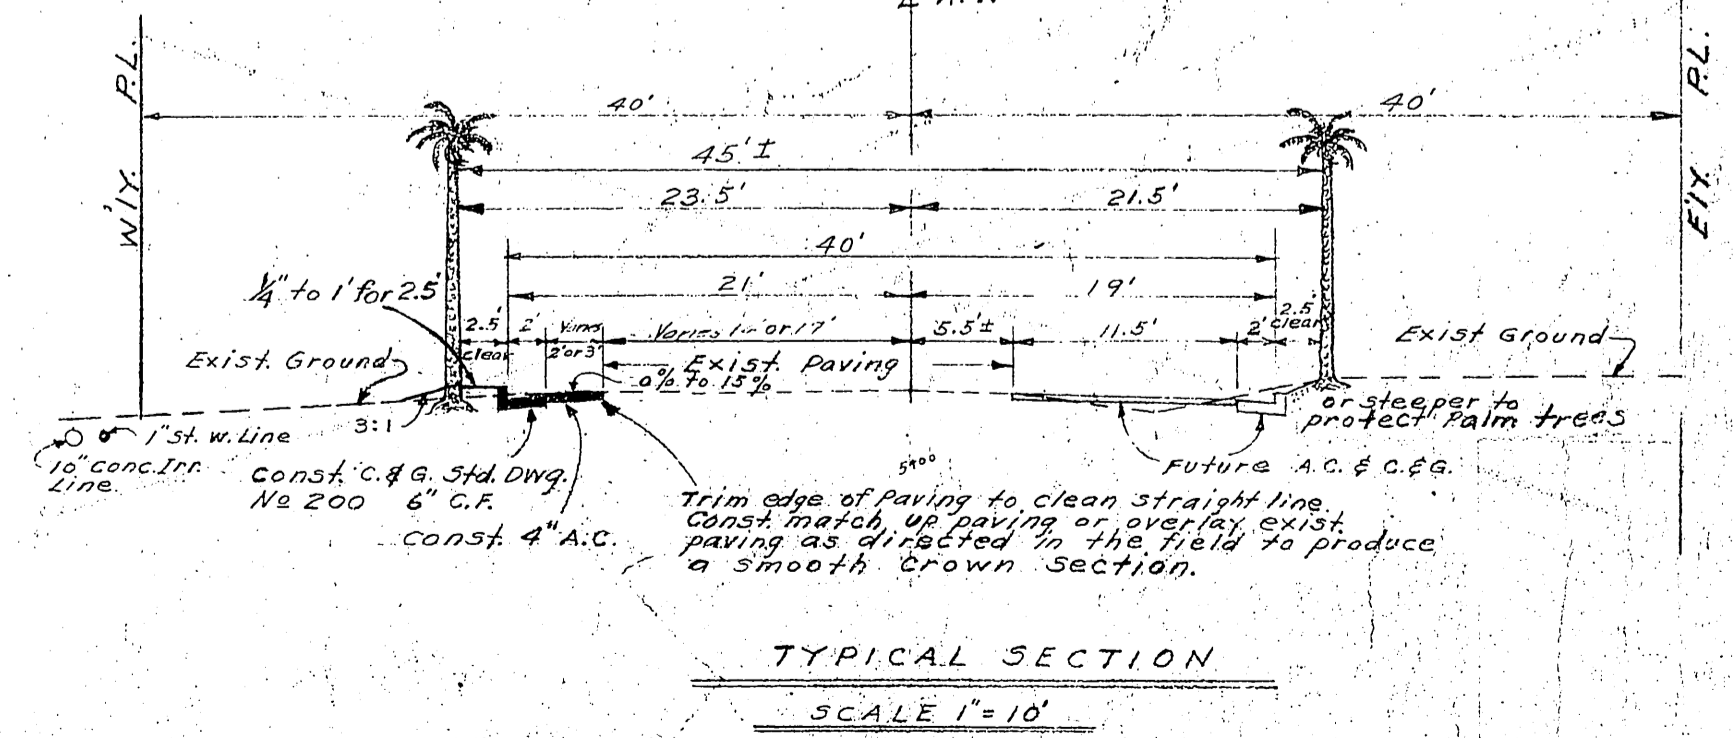 W'lY. P.L.
E'lY. P.L.
40'
40'
45'±
23.5'
21.5'
40'
21'
19'
1/4" to 1' for 2.5'
2.5' clear
2'
Varies 2' or 3'
Varies or 17'
5.5'±
11.5'
2'
2.5' clear
Exist. Ground
Exist. Paving
0% to 15%
Exist. Ground
3:1
or steeper to
protect Palm trees
1" St. W. Line
10" Conc. Irr.
Line
Const. C. & G. Std. Dwg.
No 200 6" C.F.
Const. 4" A.C.
5+00
Future A.C. & C. & G.
Trim edge of Paving to clean straight line.
Const. match up paving or overlay exist.
paving as directed in the field to produce
a smooth Crown Section.
TYPICAL SECTION
SCALE 1" = 10'